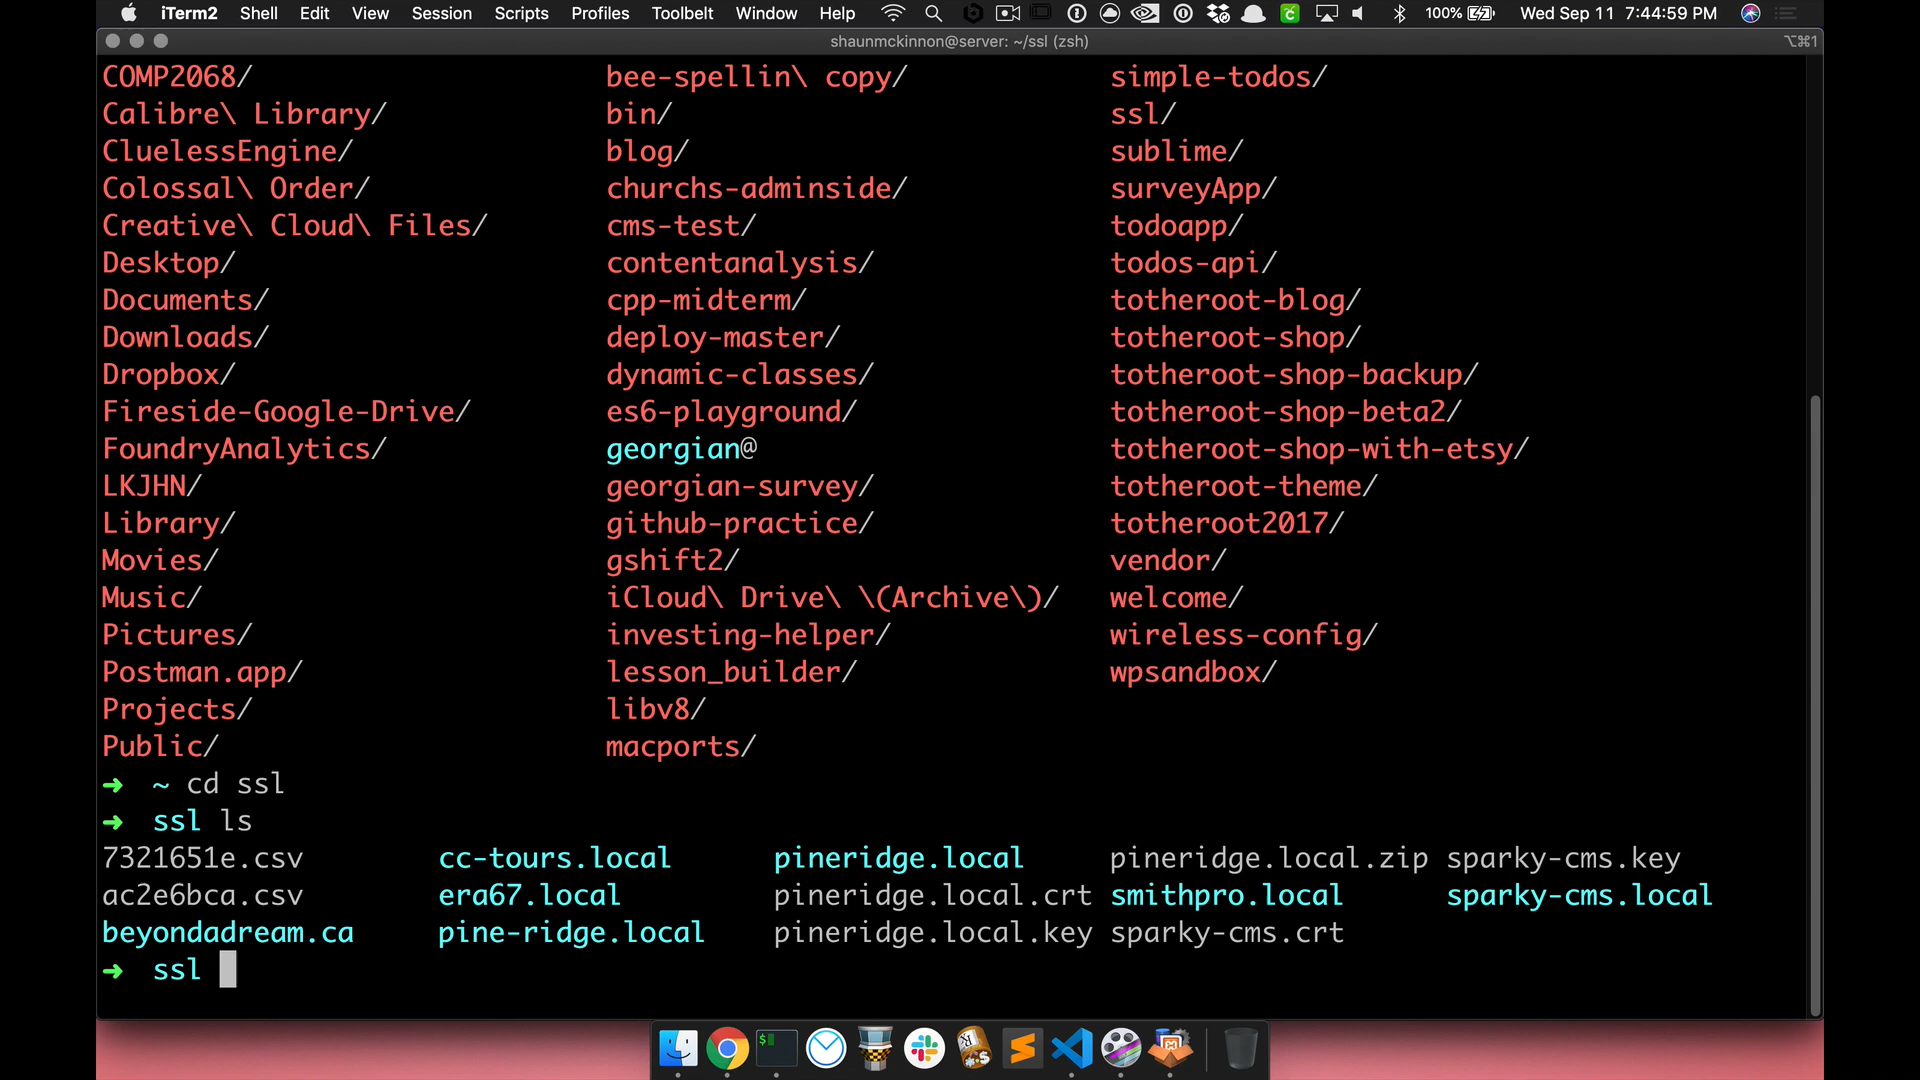 iTerm2 Shell Edit View Session Scripts Profiles Toolbelt Window Help 100% Wed Sep 11 7:44:59 PM
shaunmckinnon@server: ~/ssl (zsh) ⌥⌘1
COMP2068/ bee-spellin\ copy/ simple-todos/
Calibre\ Library/ bin/ ssl/
CluelessEngine/ blog/ sublime/
Colossal\ Order/ churchs-adminside/ surveyApp/
Creative\ Cloud\ Files/ cms-test/ todoapp/
Desktop/ contentanalysis/ todos-api/
Documents/ cpp-midterm/ totheroot-blog/
Downloads/ deploy-master/ totheroot-shop/
Dropbox/ dynamic-classes/ totheroot-shop-backup/
Fireside-Google-Drive/ es6-playground/ totheroot-shop-beta2/
FoundryAnalytics/ georgian@ totheroot-shop-with-etsy/
LKJHN/ georgian-survey/ totheroot-theme/
Library/ github-practice/ totheroot2017/
Movies/ gshift2/ vendor/
Music/ iCloud\ Drive\ \(Archive\)/ welcome/
Pictures/ investing-helper/ wireless-config/
Postman.app/ lesson_builder/ wpsandbox/
Projects/ libv8/
Public/ macports/
➜ ~ cd ssl
➜ ssl ls
7321651e.csv cc-tours.local pineridge.local pineridge.local.zip sparky-cms.key
ac2e6bca.csv era67.local pineridge.local.crt smithpro.local sparky-cms.local
beyondadream.ca pine-ridge.local pineridge.local.key sparky-cms.crt
➜ ssl